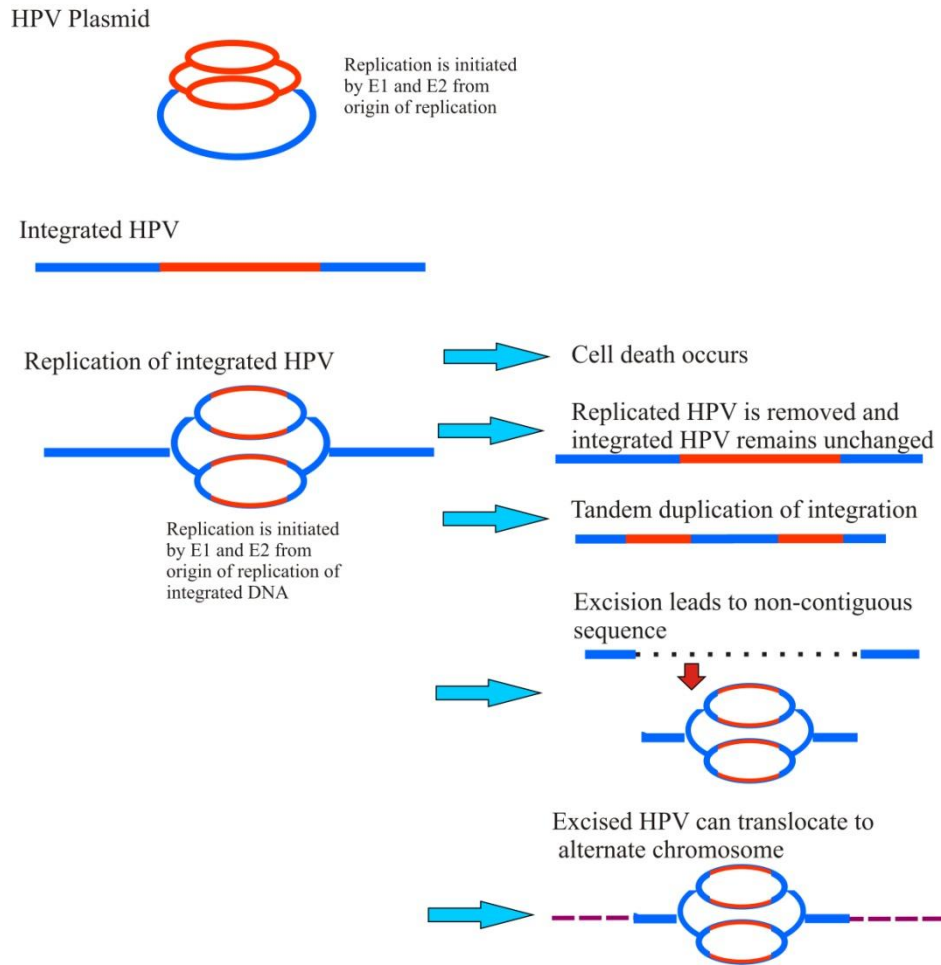 HPV Plasmid
Replication is initiated
by E1 and E2 from
origin of replication
Integrated HPV
Replication of integrated HPV
Replication is initiated
by E1 and E2 from
origin of replication of
integrated DNA
Cell death occurs
Replicated HPV is removed and
integrated HPV remains unchanged
Tandem duplication of integration
Excision leads to non-contiguous
sequence
Excised HPV can translocate to
alternate chromosome